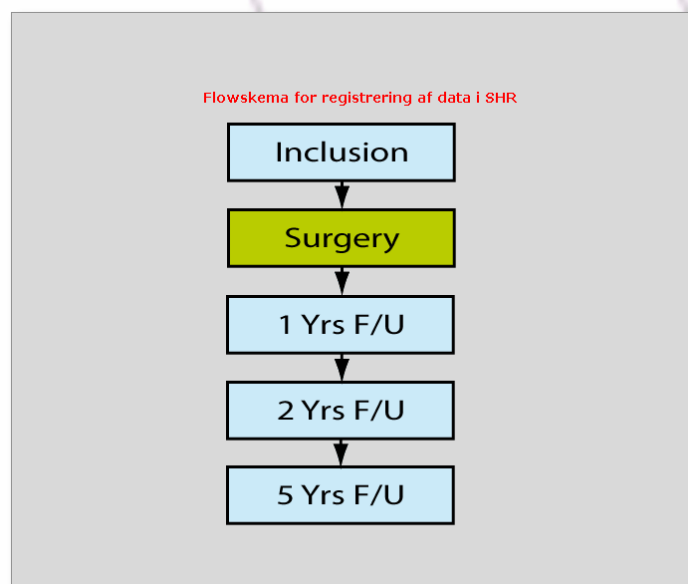 Flowskema for registrering af data i SHR
Inclusion
Surgery
1 Yrs F/U
2 Yrs F/U
5 Yrs F/U